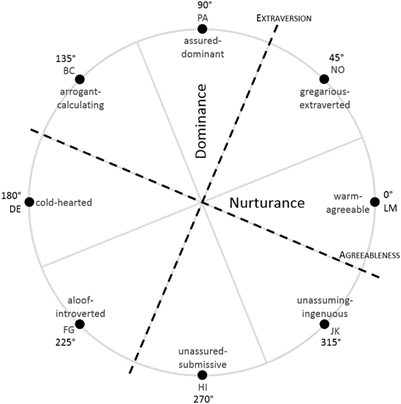 90°
PA
EXTRAVERSION
assured-
dominant
135°
BC
arrogant-
calculating
45°
NO
gregarious-
extraverted
Dominance
180°
DE
cold-hearted
Nurturance
warm-
agreeable
0°
LM
AGREEABLENESS
aloof-
introverted
FG
225°
unassuming-
ingenuous
JK
315°
unassured-
submissive
HI
270°